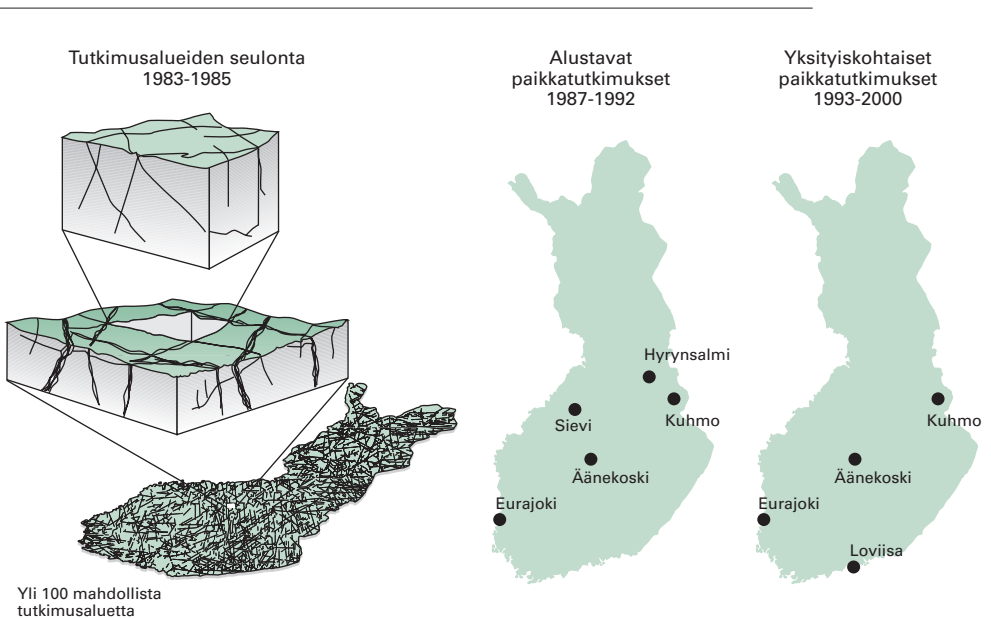 Tutkimusalueiden seulonta
1983-1985
Yli 100 mahdollista
tutkimusaluetta
Alustavat
paikkatutkimukset
1987-1992
Hyrynsalmi
Kuhmo
Sievi
Äänekoski
Eurajoki
Yksityiskohtaiset
paikkatutkimukset
1993-2000
Kuhmo
Äänekoski
Eurajoki
Loviisa